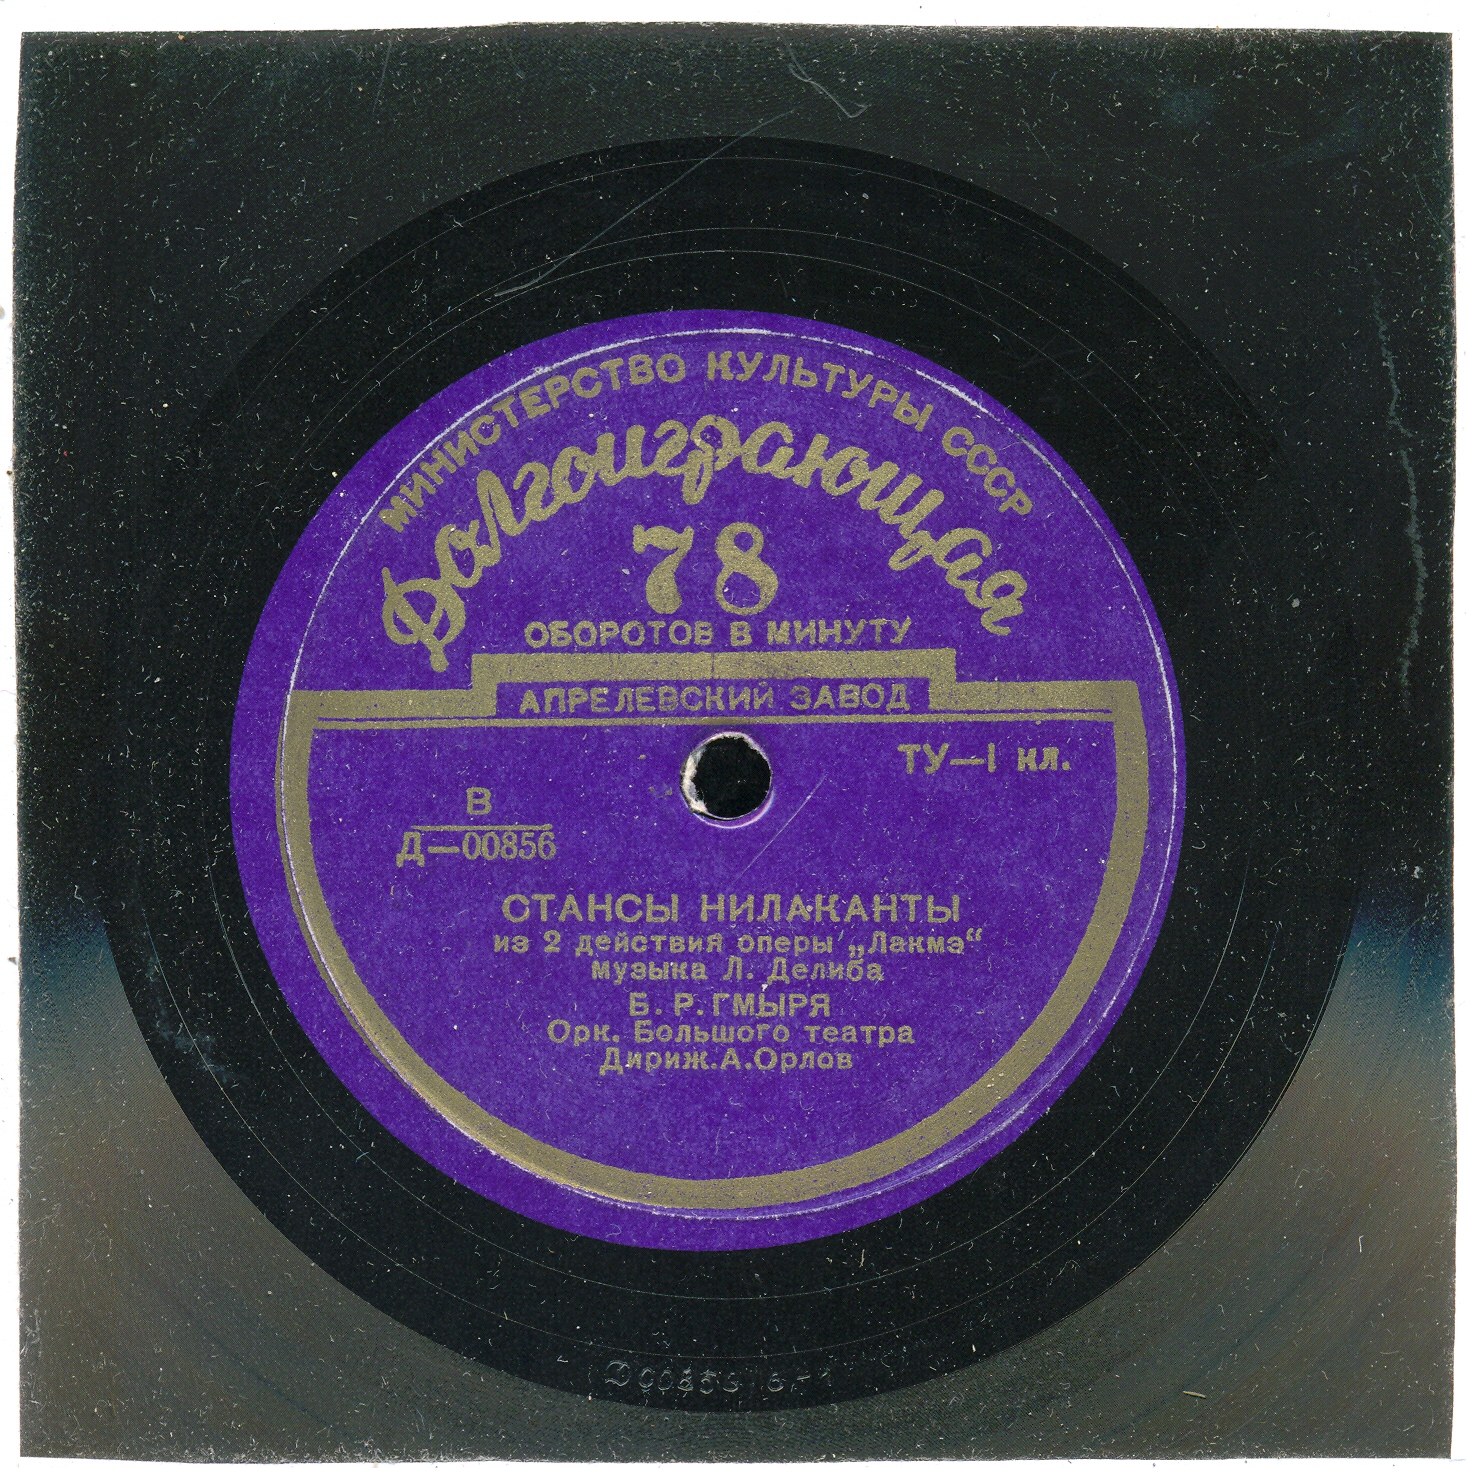 МИНИСТЕРСТВО КУЛЬТУРЫ СССР
Долгоиграющая
78
ОБОРОТОВ В МИНУТУ
АПРЕЛЕВСКИЙ ЗАВОД
ТУ—I кл.
В
Д—00856
СТАНСЫ НИЛАКАНТЫ
из 2 действия оперы „Лакмэ“
музыка Л. Делиба
Б. Р. ГМЫРЯ
Орк. Большого театра
Дириж. А. Орлов